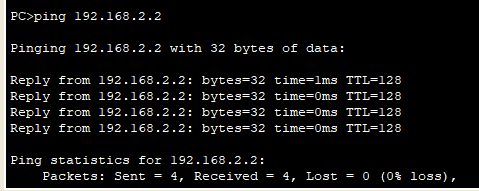 PC>ping 192.168.2.2
Pinging 192.168.2.2 with 32 bytes of data:
Reply from 192.168.2.2: bytes=32 time=1ms TTL=128
Reply from 192.168.2.2: bytes=32 time=0ms TTL=128
Reply from 192.168.2.2: bytes=32 time=0ms TTL=128
Reply from 192.168.2.2: bytes=32 time=0ms TTL=128
Ping statistics for 192.168.2.2:
    Packets: Sent = 4, Received = 4, Lost = 0 (0% loss),